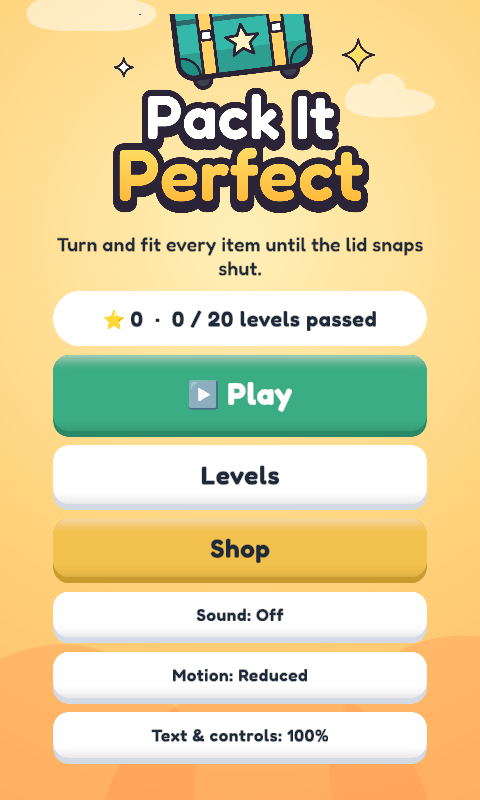 Pack It
Perfect
Turn and fit every item until the lid snaps
shut.
⭐ 0 · 0 / 20 levels passed
▶️ Play
Levels
Shop
Sound: Off
Motion: Reduced
Text & controls: 100%